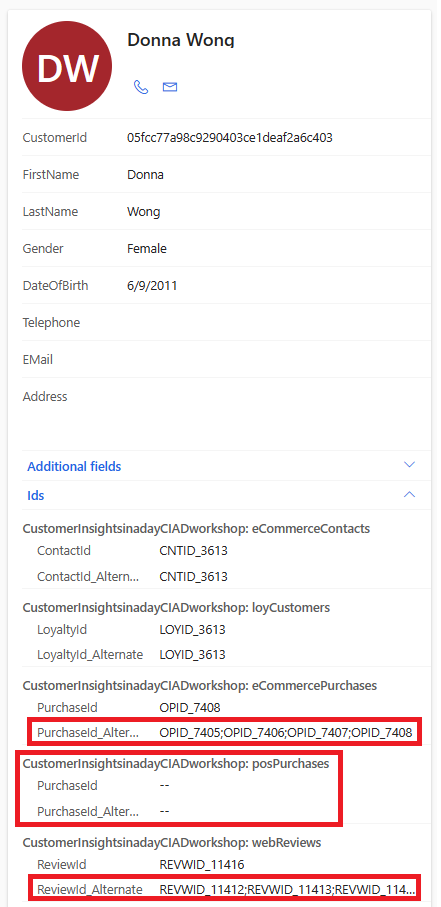 DW
Donna Wong
CustomerId 05fcc77a98c9290403ce1deaf2a6c403
FirstName Donna
LastName Wong
Gender Female
DateOfBirth 6/9/2011
Telephone
EMail
Address
Additional fields
Ids
CustomerInsightsinadayCIADworkshop: eCommerceContacts
ContactId CNTID_3613
ContactId_Altern... CNTID_3613
CustomerInsightsinadayCIADworkshop: loyCustomers
LoyaltyId LOYID_3613
LoyaltyId_Alternate LOYID_3613
CustomerInsightsinadayCIADworkshop: eCommercePurchases
PurchaseId OPID_7408
PurchaseId_Alter... OPID_7405;OPID_7406;OPID_7407;OPID_7408
CustomerInsightsinadayCIADworkshop: posPurchases
PurchaseId --
PurchaseId_Alter... --
CustomerInsightsinadayCIADworkshop: webReviews
ReviewId REVWID_11416
ReviewId_Alternate REVWID_11412;REVWID_11413;REVWID_114...